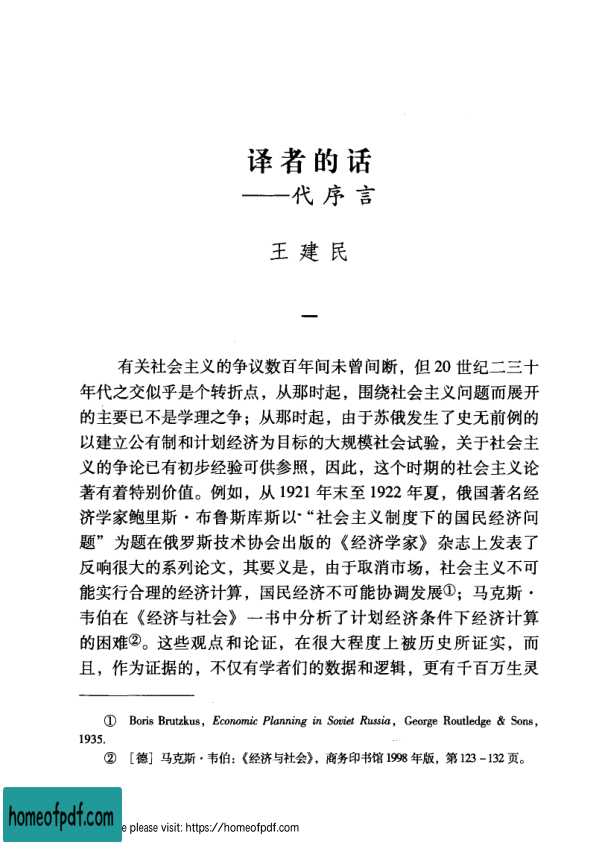 译者的话
——代序言
王建民
一
有关社会主义的争议数百年间未曾间断，但 20 世纪二三十
年代之交似乎是个转折点，从那时起，围绕社会主义问题而展开
的主要已不是学理之争；从那时起，由于苏俄发生了史无前例的
以建立公有制和计划经济为目标的大规模社会试验，关于社会主
义的争论已有初步经验可供参照，因此，这个时期的社会主义论
著有着特别价值。例如，从 1921 年末至 1922 年夏，俄国著名经
济学家鲍里斯·布鲁斯库斯以“社会主义制度下的国民经济问
题”为题在俄罗斯技术协会出版的《经济学家》杂志上发表了
反响很大的系列论文，其要义是，由于取消市场，社会主义不可
能实行合理的经济计算，国民经济不可能协调发展①；马克斯·
韦伯在《经济与社会》一书中分析了计划经济条件下经济计算
的困难②。这些观点和论证，在很大程度上被历史所证实，而
且，作为证据的，不仅有学者们的数据和逻辑，更有千百万生灵
① Boris Brutzkus, Economic Planning in Soviet Russia, George Routledge & Sons,
1935.
② ［德］马克斯·韦伯：《经济与社会》，商务印书馆 1998 年版，第 123－132 页。
homeofpdf.com
e please visit: https://homeofpdf.com